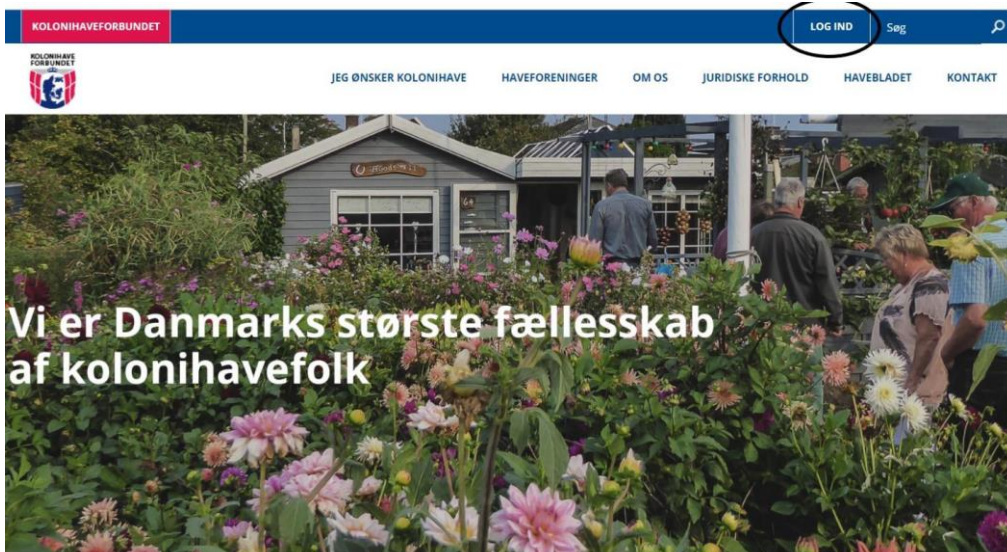 KOLONIHAVEFORBUNDET
LOG IND
Søg
KOLONIHAVE
FORBUNDET
JEG ØNSKER KOLONIHAVE
HAVEFORENINGER
OM OS
JURIDISKE FORHOLD
HAVEBLADET
KONTAKT
64
Vi er Danmarks største fællesskab
af kolonihavefolk